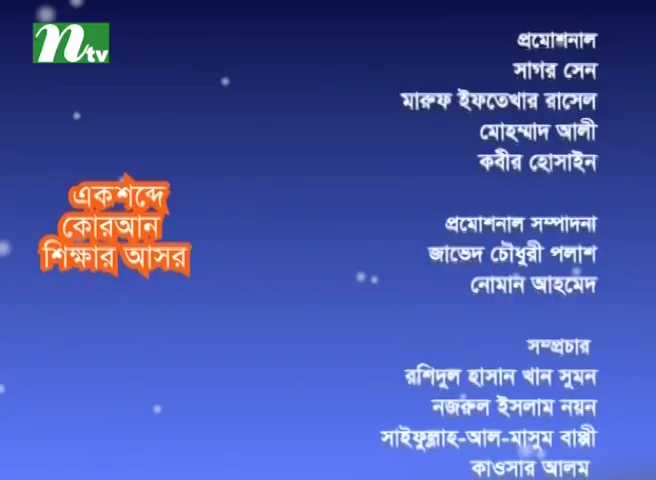 ntv
একশব্দে
কোরআন
শিক্ষার আসর
প্রমোশনাল
সাগর সেন
মারুফ ইফতেখার রাসেল
মোহম্মাদ আলী
কবীর হোসাইন
প্রমোশনাল সম্পাদনা
জাভেদ চৌধুরী পলাশ
নোমান আহমেদ
সম্প্রচার
রশিদুল হাসান খান সুমন
নজরুল ইসলাম নয়ন
সাইফুল্লাহ-আল-মাসুম বাপ্পী
কাওসার আলম